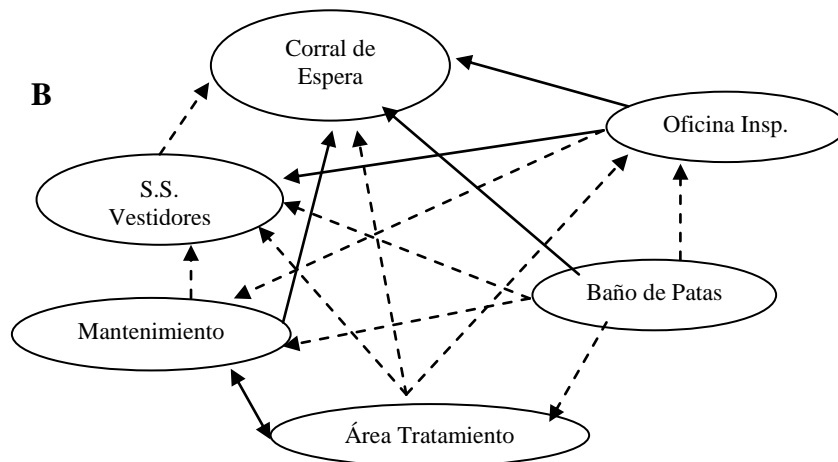 Corral de
Espera
B
Oficina Insp.
S.S.
Vestidores
Baño de Patas
Mantenimiento
Área Tratamiento